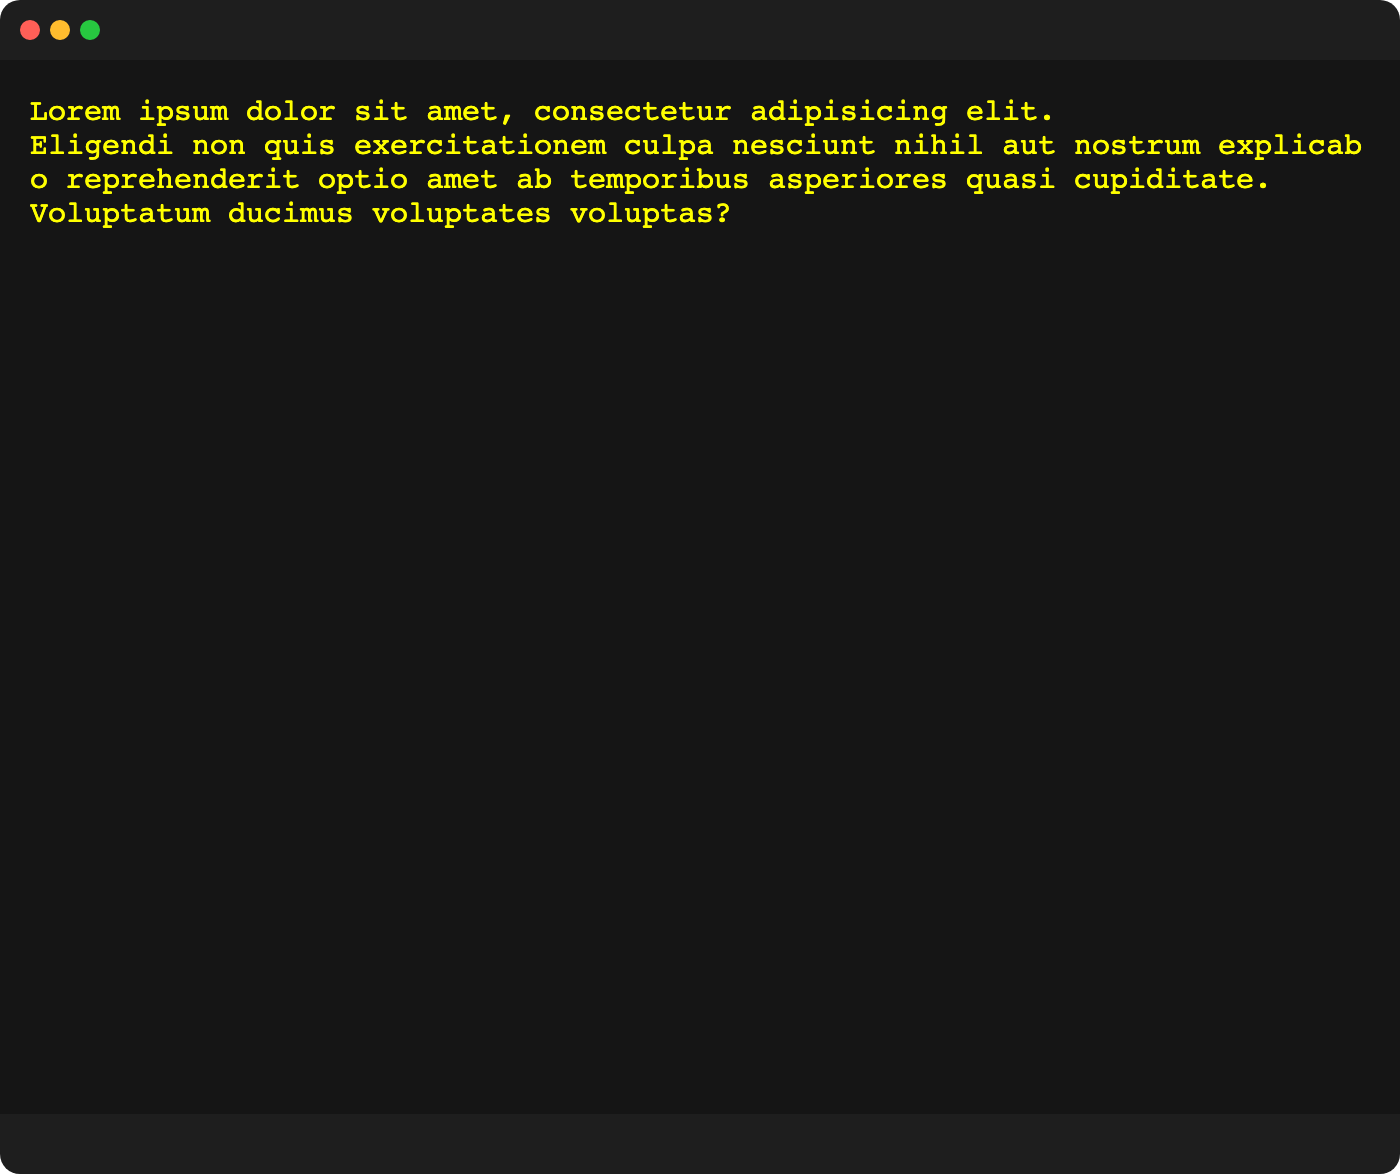 Lorem ipsum dolor sit amet, consectetur adipisicing elit.
Eligendi non quis exercitationem culpa nesciunt nihil aut nostrum explicab
o reprehenderit optio amet ab temporibus asperiores quasi cupiditate.
Voluptatum ducimus voluptates voluptas?